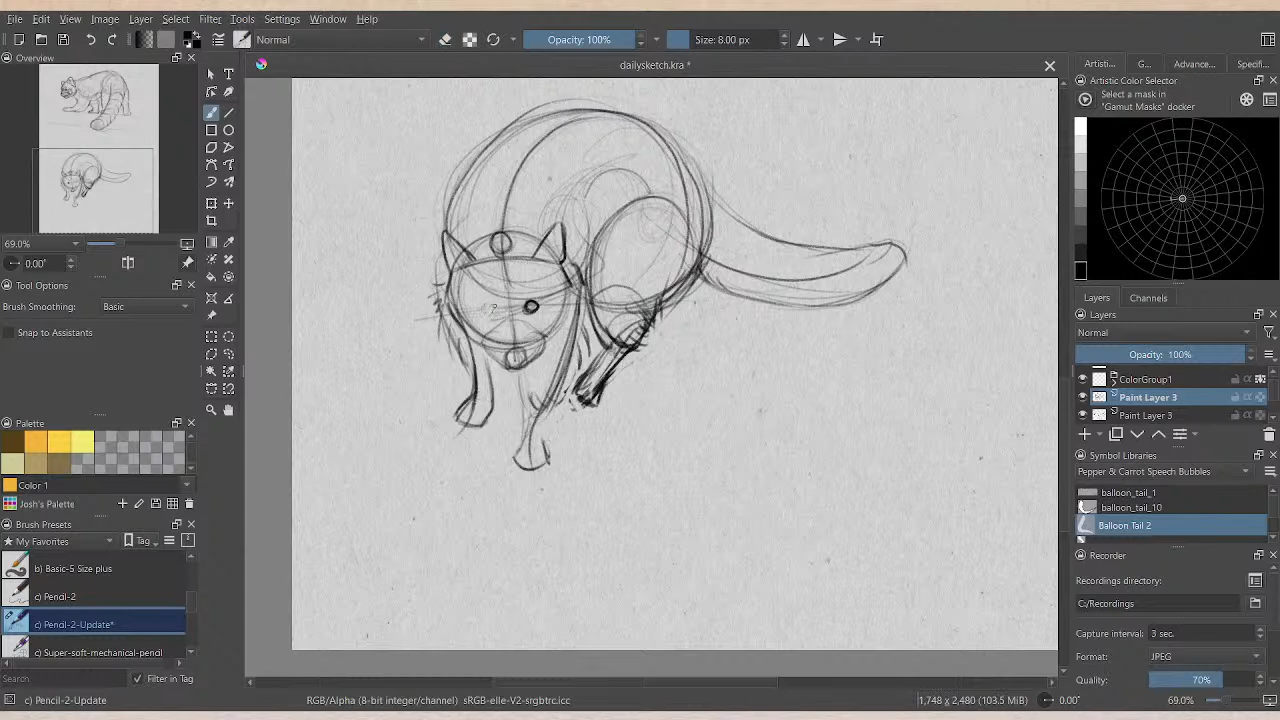 File Edit View Image Layer Select Filter Tools Settings Window Help
Normal Opacity: 100% Size: 8.00 px
Overview
dailysketch.kra *
Artisti... G... Advance... Specifi...
Artistic Color Selector
Select a mask in
"Gamut Masks" docker
69.0%
0.00°
Tool Options
Brush Smoothing: Basic
Snap to Assistants
Layers Channels
Layers
Normal
Opacity: 100%
ColorGroup1
Paint Layer 3
Paint Layer 3
Palette
Color 1
Josh's Palette
Symbol Libraries
Pepper & Carrot Speech Bubbles
balloon_tail_1
balloon_tail_10
Balloon Tail 2
Brush Presets
My Favorites Tag
b) Basic-5 Size plus
c) Pencil-2
c) Pencil-2-Update*
c) Super-soft-mechanical-pencil
Search Filter in Tag
Recorder
Recordings directory:
C:/Recordings
Capture interval: 3 sec.
Format: JPEG
Quality: 70%
c) Pencil-2-Update
RGB/Alpha (8-bit integer/channel) sRGB-elle-V2-srgbtrc.icc
1,748 x 2,480 (103.5 MiB) 0.00° 69.0%